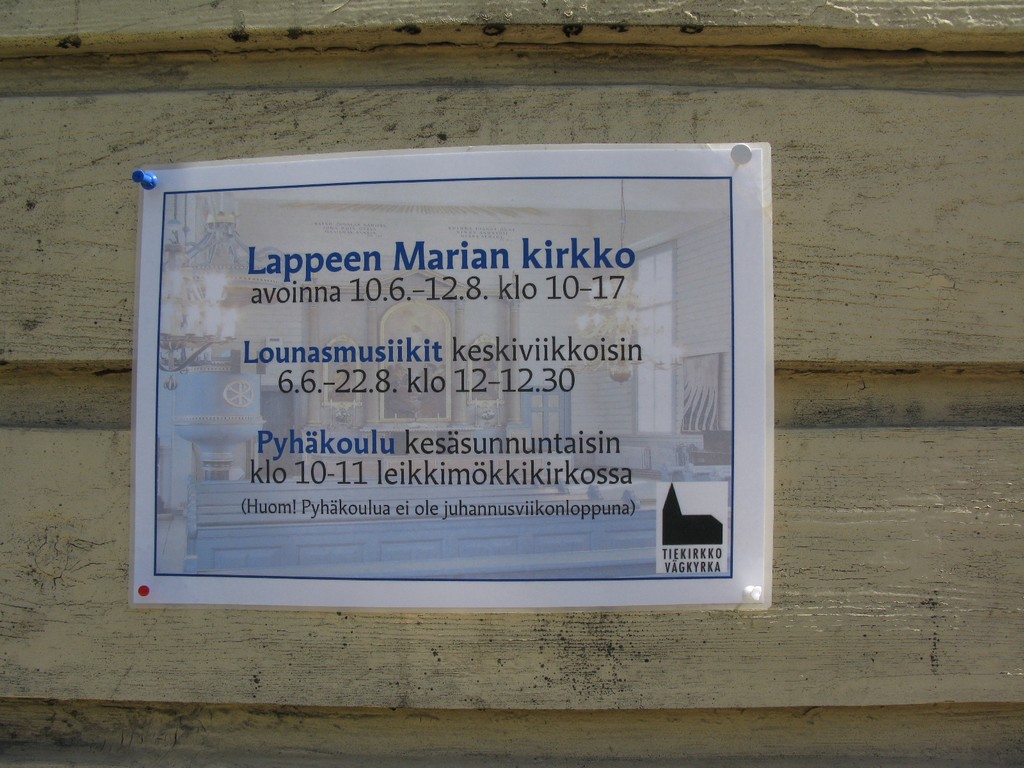 Lappeen Marian kirkko
avoinna 10.6.–12.8. klo 10–17
Lounasmusiikit keskiviikkoisin
6.6.–22.8. klo 12–12.30
Pyhäkoulu kesäsunnuntaisin
klo 10-11 leikkimökkikirkossa
(Huom! Pyhäkoulua ei ole juhannusviikonloppuna)
TIEKIRKKO
VÄGKYRKA